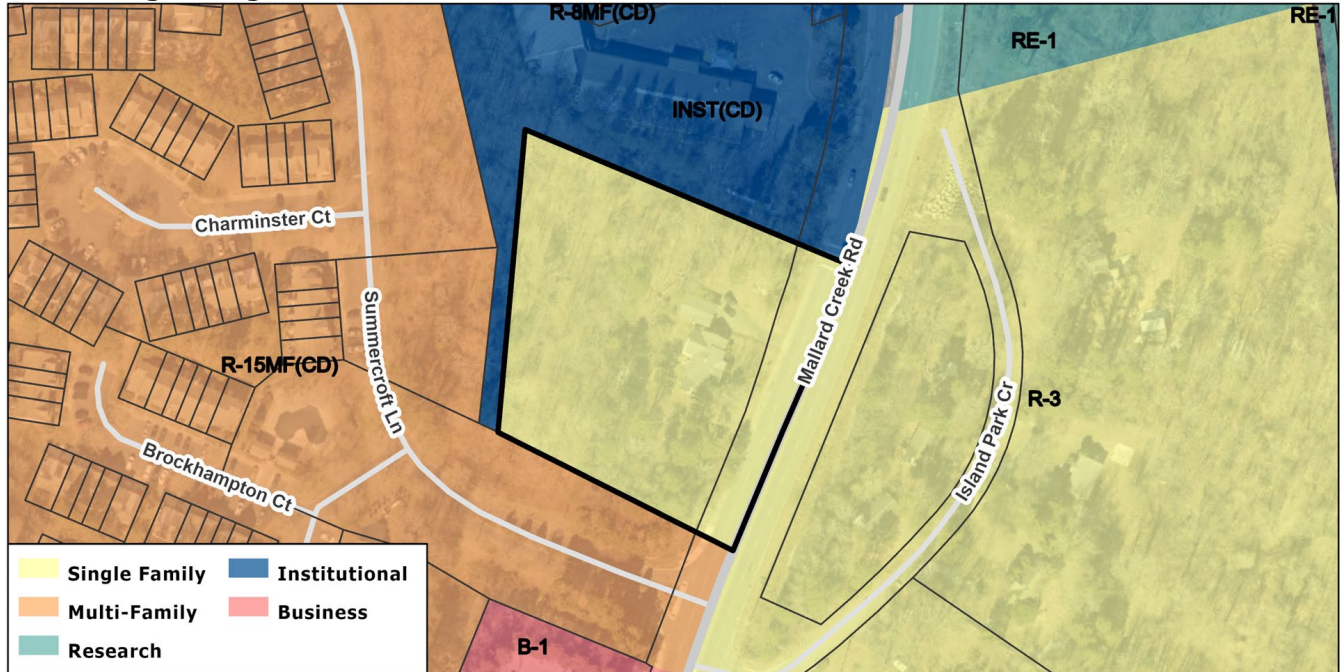 R-8MF(CD)
RE-1
RE-1
INST(CD)
Charminster Ct
Summercroft Ln
Mallard Creek Rd
R-15MF(CD)
R-3
Island Park Cr
Brockhampton Ct
Single Family
Institutional
Multi-Family
Business
Research
B-1